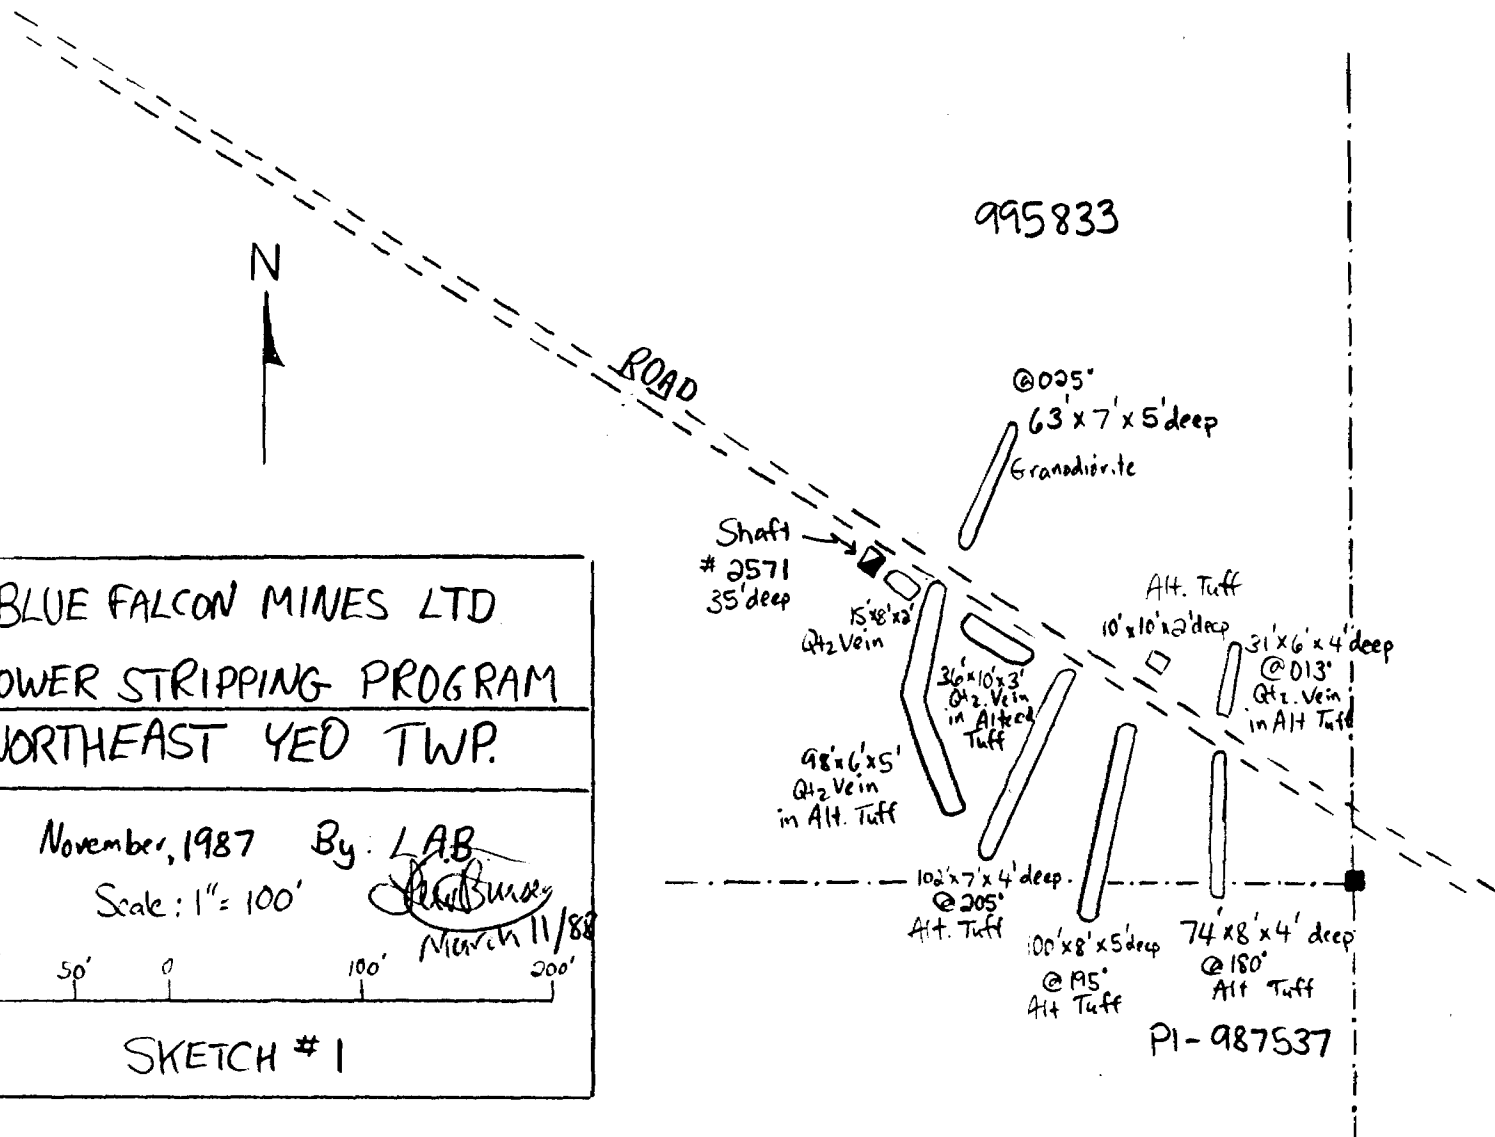 995833
N
ROAD
@025°
63'x7'x5'deep
Granodiorite
Shaft
# 2571
35'deep
15'x8'x2'
Qtz Vein
36'x10'x3'
Qtz. Vein
in Altered
Tuff
Alt. Tuff
10'x10'x2'deep
31'x6'x4'deep
@013°
Qtz. Vein
in Alt Tuff
98'x6'x5'
Qtz Vein
in Alt. Tuff
102'x7'x4'deep
@205°
Alt. Tuff
100'x8'x5'deep
@195°
Alt Tuff
74'x8'x4' deep
@180°
Alt Tuff
P1-987537
BLUE FALCON MINES LTD
OWER STRIPPING PROGRAM
NORTHEAST YEO TWP.
November, 1987 By: L.A.B.
Scale: 1"= 100'
March 11/88
50' 0 100' 200'
SKETCH #1